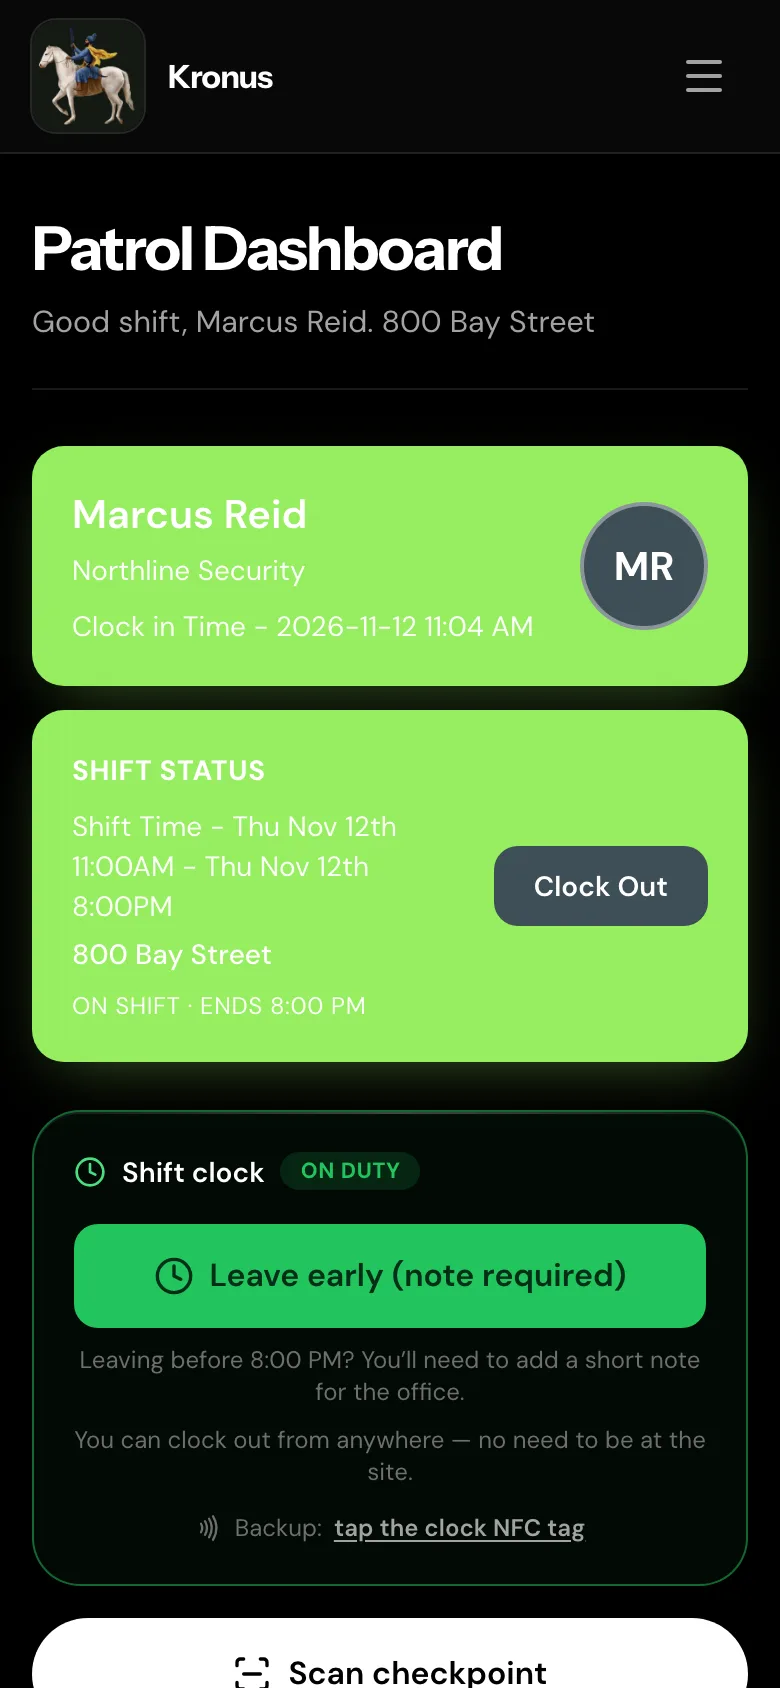 Kronus
Patrol Dashboard
Good shift, Marcus Reid. 800 Bay Street
Marcus Reid
Northline Security
Clock in Time - 2026-11-12 11:04 AM
MR
SHIFT STATUS
Shift Time - Thu Nov 12th
11:00AM - Thu Nov 12th
8:00PM
800 Bay Street
ON SHIFT · ENDS 8:00 PM
Clock Out
Shift clock
ON DUTY
Leave early (note required)
Leaving before 8:00 PM? You’ll need to add a short note
for the office.
You can clock out from anywhere — no need to be at the
site.
Backup: tap the clock NFC tag
Scan checkpoint